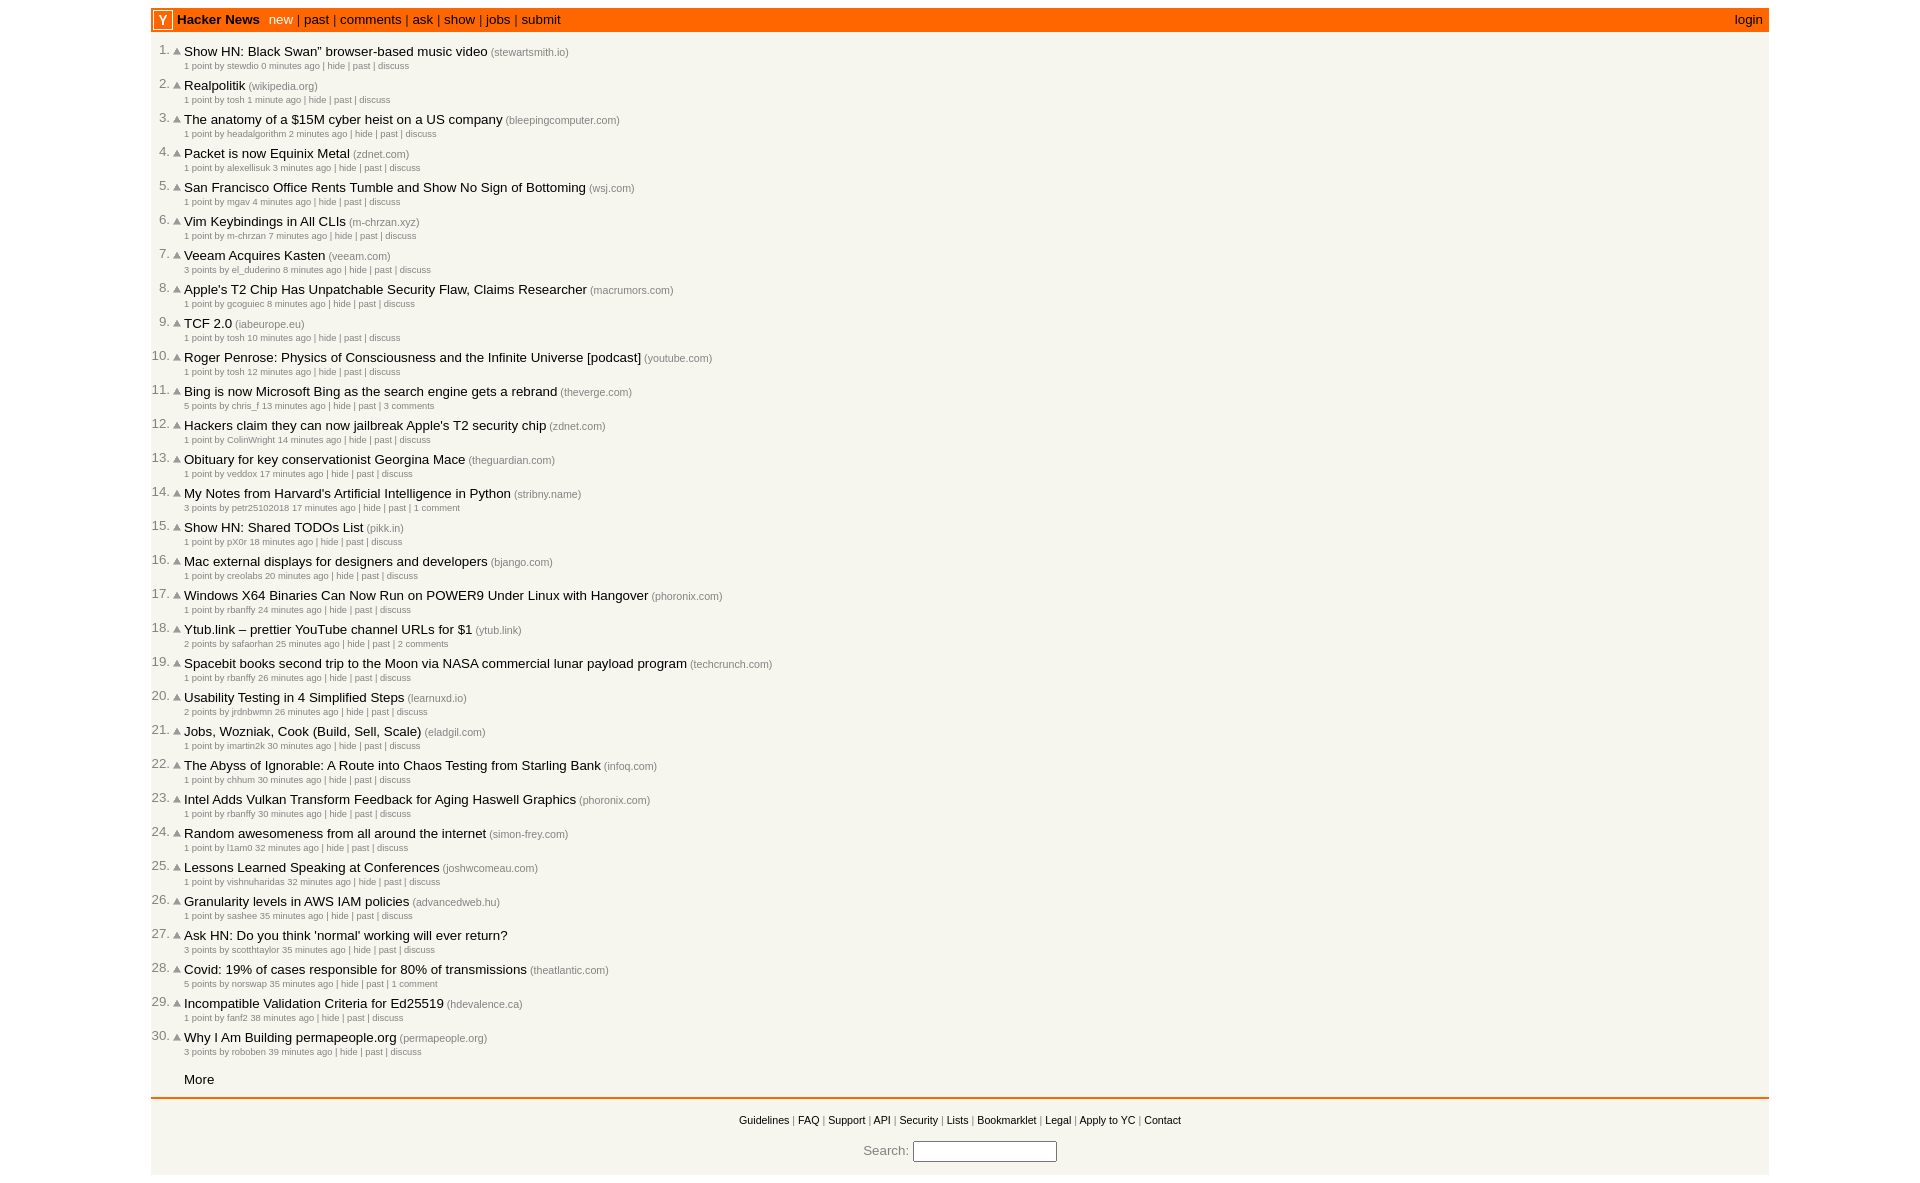 Y Hacker News new | past | comments | ask | show | jobs | submit login
1. Show HN: Black Swan” browser-based music video (stewartsmith.io)
1 point by stewdio 0 minutes ago | hide | past | discuss
2. Realpolitik (wikipedia.org)
1 point by tosh 1 minute ago | hide | past | discuss
3. The anatomy of a $15M cyber heist on a US company (bleepingcomputer.com)
1 point by headalgorithm 2 minutes ago | hide | past | discuss
4. Packet is now Equinix Metal (zdnet.com)
1 point by alexellisuk 3 minutes ago | hide | past | discuss
5. San Francisco Office Rents Tumble and Show No Sign of Bottoming (wsj.com)
1 point by mgav 4 minutes ago | hide | past | discuss
6. Vim Keybindings in All CLIs (m-chrzan.xyz)
1 point by m-chrzan 7 minutes ago | hide | past | discuss
7. Veeam Acquires Kasten (veeam.com)
3 points by el_duderino 8 minutes ago | hide | past | discuss
8. Apple's T2 Chip Has Unpatchable Security Flaw, Claims Researcher (macrumors.com)
1 point by gcoguiec 8 minutes ago | hide | past | discuss
9. TCF 2.0 (iabeurope.eu)
1 point by tosh 10 minutes ago | hide | past | discuss
10. Roger Penrose: Physics of Consciousness and the Infinite Universe [podcast] (youtube.com)
1 point by tosh 12 minutes ago | hide | past | discuss
11. Bing is now Microsoft Bing as the search engine gets a rebrand (theverge.com)
5 points by chris_f 13 minutes ago | hide | past | 3 comments
12. Hackers claim they can now jailbreak Apple's T2 security chip (zdnet.com)
1 point by ColinWright 14 minutes ago | hide | past | discuss
13. Obituary for key conservationist Georgina Mace (theguardian.com)
1 point by veddox 17 minutes ago | hide | past | discuss
14. My Notes from Harvard's Artificial Intelligence in Python (stribny.name)
3 points by petr25102018 17 minutes ago | hide | past | 1 comment
15. Show HN: Shared TODOs List (pikk.in)
1 point by pX0r 18 minutes ago | hide | past | discuss
16. Mac external displays for designers and developers (bjango.com)
1 point by creolabs 20 minutes ago | hide | past | discuss
17. Windows X64 Binaries Can Now Run on POWER9 Under Linux with Hangover (phoronix.com)
1 point by rbanffy 24 minutes ago | hide | past | discuss
18. Ytub.link – prettier YouTube channel URLs for $1 (ytub.link)
2 points by safaorhan 25 minutes ago | hide | past | 2 comments
19. Spacebit books second trip to the Moon via NASA commercial lunar payload program (techcrunch.com)
1 point by rbanffy 26 minutes ago | hide | past | discuss
20. Usability Testing in 4 Simplified Steps (learnuxd.io)
2 points by jrdnbwmn 26 minutes ago | hide | past | discuss
21. Jobs, Wozniak, Cook (Build, Sell, Scale) (eladgil.com)
1 point by imartin2k 30 minutes ago | hide | past | discuss
22. The Abyss of Ignorable: A Route into Chaos Testing from Starling Bank (infoq.com)
1 point by chhum 30 minutes ago | hide | past | discuss
23. Intel Adds Vulkan Transform Feedback for Aging Haswell Graphics (phoronix.com)
1 point by rbanffy 30 minutes ago | hide | past | discuss
24. Random awesomeness from all around the internet (simon-frey.com)
1 point by l1am0 32 minutes ago | hide | past | discuss
25. Lessons Learned Speaking at Conferences (joshwcomeau.com)
1 point by vishnuharidas 32 minutes ago | hide | past | discuss
26. Granularity levels in AWS IAM policies (advancedweb.hu)
1 point by sashee 35 minutes ago | hide | past | discuss
27. Ask HN: Do you think 'normal' working will ever return?
3 points by scotthtaylor 35 minutes ago | hide | past | discuss
28. Covid: 19% of cases responsible for 80% of transmissions (theatlantic.com)
5 points by norswap 35 minutes ago | hide | past | 1 comment
29. Incompatible Validation Criteria for Ed25519 (hdevalence.ca)
1 point by fanf2 38 minutes ago | hide | past | discuss
30. Why I Am Building permapeople.org (permapeople.org)
3 points by roboben 39 minutes ago | hide | past | discuss
More
Guidelines | FAQ | Support | API | Security | Lists | Bookmarklet | Legal | Apply to YC | Contact
Search: